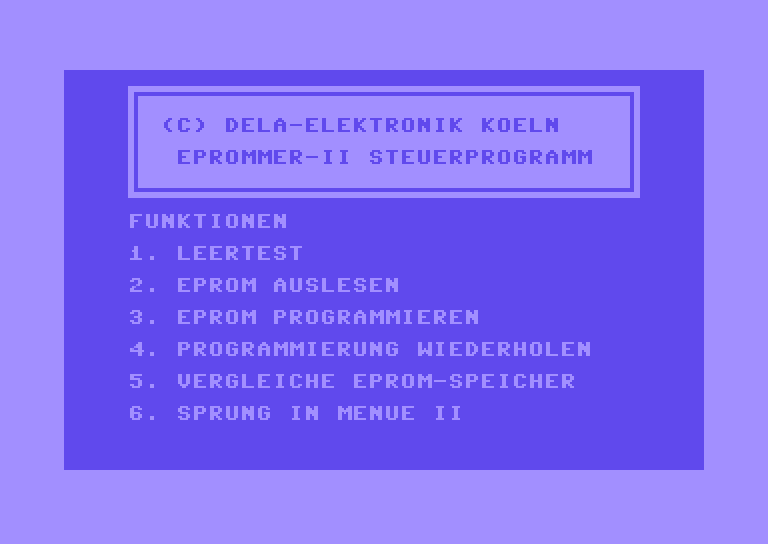 (C) DELA-ELEKTRONIK KOELN
EPROMMER-II STEUERPROGRAMM
FUNKTIONEN
1. LEERTEST
2. EPROM AUSLESEN
3. EPROM PROGRAMMIEREN
4. PROGRAMMIERUNG WIEDERHOLEN
5. VERGLEICHE EPROM-SPEICHER
6. SPRUNG IN MENUE II